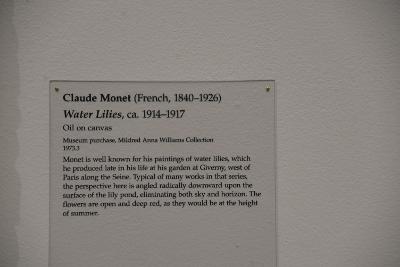 Claude Monet (French, 1840–1926)
Water Lilies, ca. 1914–1917
Oil on canvas
Museum purchase, Mildred Anna Williams Collection
1973.3
Monet is well known for his paintings of water lilies, which
he produced late in his life at his garden at Giverny, west of
Paris along the Seine. Typical of many works in that series,
the perspective here is angled radically downward upon the
surface of the lily pond, eliminating both sky and horizon. The
flowers are open and deep red, as they would be at the height
of summer.